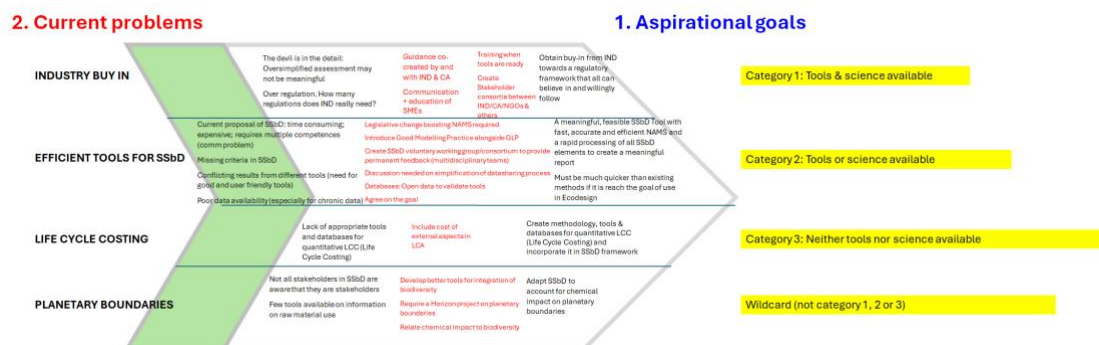 2. Current problems
1. Aspirational goals
INDUSTRY BUY IN
The devil is in the detail:
Oversimplified assessment may
not be meaningful
Over regulation. How many
regulations does IND really need?
Guidance co-
created by and
with IND & CA
Communication
+ education of
SMEs
Training when
tools are ready
Create
Stakeholder
consortia between
IND/CA/NGOs &
others
Obtain buy-in from IND
towards a regulatory
framework that all can
believe in and willingly
follow
Category 1: Tools & science available
EFFICIENT TOOLS FOR SSbD
Current proposal of SSbD: time consuming;
expensive; requires multiple competences
(comm problem)
Missing criteria in SSbD
Conflicting results from different tools (need for
good and user friendly tools)
Poor data availability (especially for chronic data)
Legislative change boosting NAMS required
Introduce Good Modelling Practice alongside GLP
Create SSbD voluntary working group/consortium to provide
permanent feedback (multidisciplinary teams)
Discussion needed on simplification of datasharing process
Databases: Open data to validate tools
Agree on the goal
A meaningful, feasible SSbD Tool with
fast, accurate and efficient NAMS and
a rapid processing of all SSbD
elements to create a meaningful
report
Must be much quicker than existing
methods if it is reach the goal of use
in Ecodesign
Category 2: Tools or science available
LIFE CYCLE COSTING
Lack of appropriate tools
and databases for
quantitative LCC (Life
Cycle Costing)
Include cost of
external aspects in
LCA
Create methodology, tools &
databases for quantitative LCC
(Life Cycle Costing) and
incorporate it in SSbD framework
Category 3: Neither tools nor science available
PLANETARY BOUNDARIES
Not all stakeholders in SSbD are
aware that they are stakeholders
Few tools available on information
on raw material use
Develop better tools for integration of
biodiversity
Require a Horizon project on planetary
boundaries
Relate chemical impact to biodiversity
Adapt SSbD to
account for chemical
impact on planetary
boundaries
Wildcard (not category 1, 2 or 3)